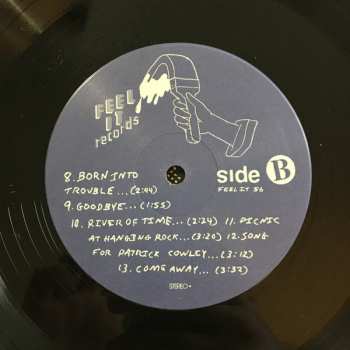 FEEL
IT
records
side B
FEEL IT 56
8. BORN INTO
TROUBLE... (2:44)
9. GOODBYE... (1:55)
10. RIVER OF TIME... (2:24) 11. PICNIC
AT HANGING ROCK... (3:20) 12. SONG
FOR PATRICK COWLEY... (3:12)
13. COME AWAY... (3:32)
STEREO